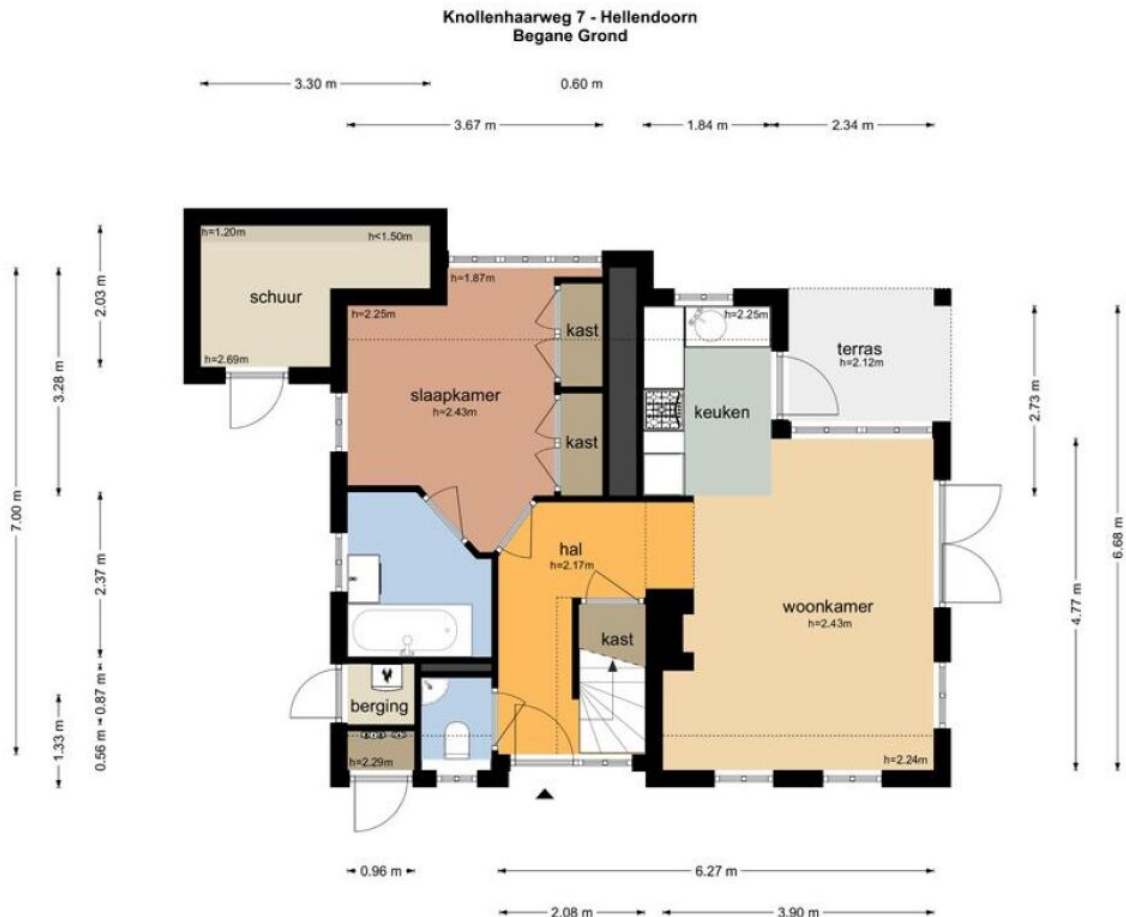 Knollenhaarweg 7 - Hellendoorn
Begane Grond
3.30 m
0.60 m
3.67 m
1.84 m
2.34 m
h=1.20m
h<1.50m
schuur
h=2.69m
h=1.87m
h=2.25m
slaapkamer
h=2.43m
kast
kast
h=2.25m
keuken
terras
h=2.12m
hal
h=2.17m
kast
woonkamer
h=2.43m
h=2.24m
berging
h=2.29m
7.00 m
3.28 m
1.33 m
2.03 m
2.37 m
0.87 m
0.56 m
2.73 m
4.77 m
6.68 m
0.96 m
6.27 m
2.08 m
3.90 m